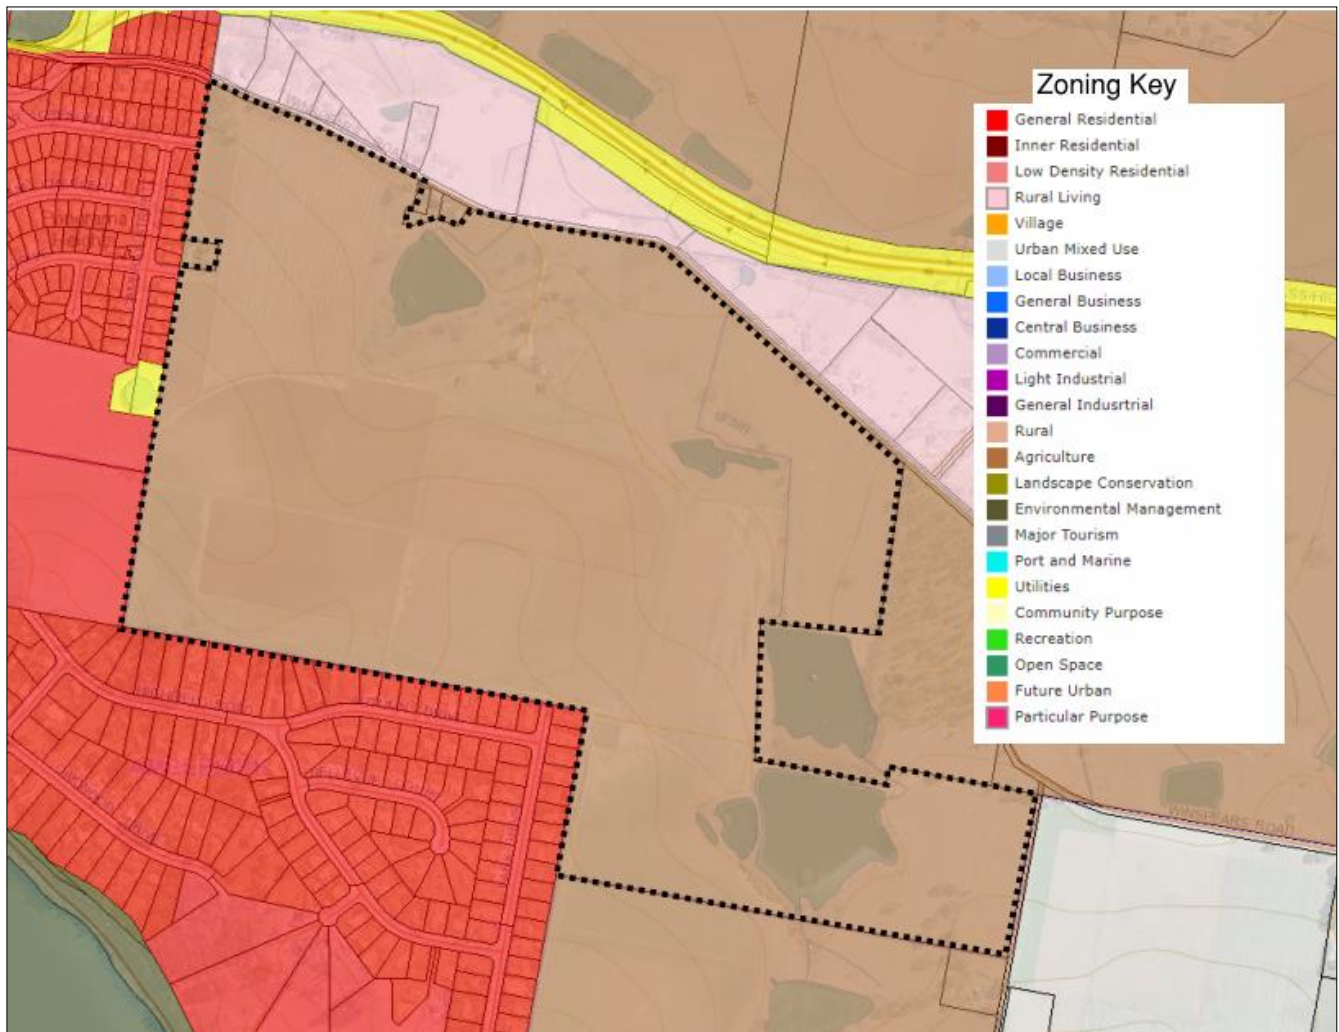 Zoning Key
General Residential
Inner Residential
Low Density Residential
Rural Living
Village
Urban Mixed Use
Local Business
General Business
Central Business
Commercial
Light Industrial
General Indusrtrial
Rural
Agriculture
Landscape Conservation
Environmental Management
Major Tourism
Port and Marine
Utilities
Community Purpose
Recreation
Open Space
Future Urban
Particular Purpose
ROAD